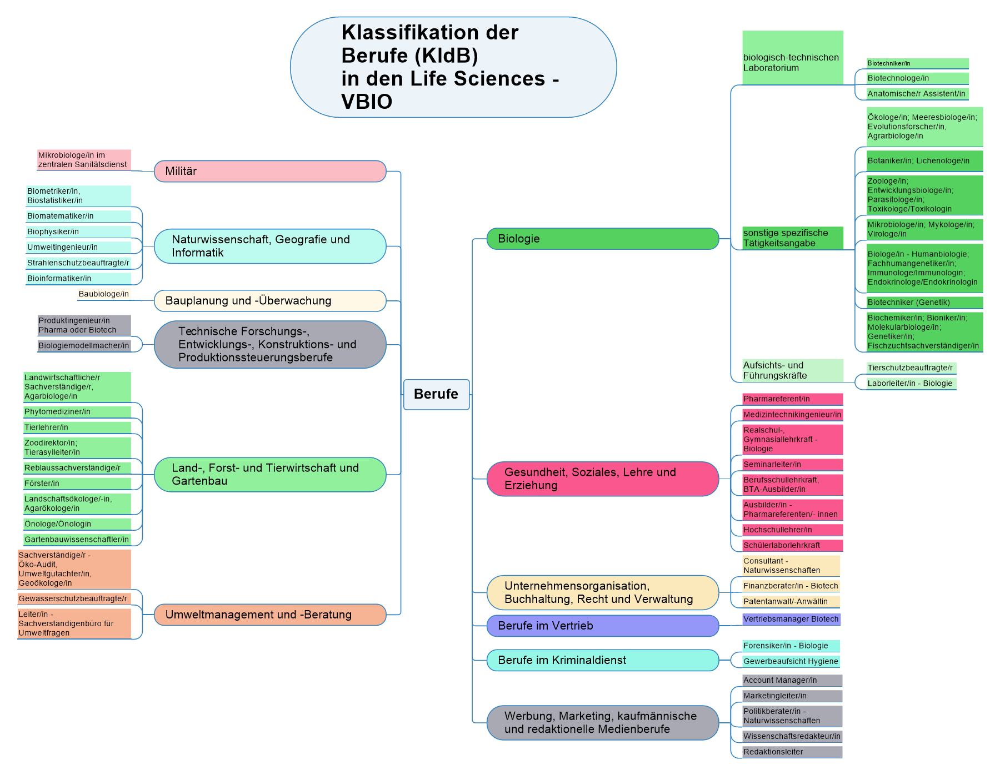 Klassifikation der
Berufe (KldB)
in den Life Sciences -
VBIO
Mikrobiologe/in im
zentralen Sanitätsdienst
Militär
Biometriker/in,
Biostatistiker/in
Biomatematiker/in
Biophysiker/in
Umweltingenieur/in
Strahlenschutzbeauftragte/r
Bioinformatiker/in
Naturwissenschaft, Geografie und
Informatik
Baubiologe/in
Bauplanung und -Überwachung
Produktingenieur/in
Pharma oder Biotech
Biologiemodellmacher/in
Technische Forschungs-,
Entwicklungs-, Konstruktions- und
Produktionssteuerungsberufe
Landwirtschaftliche/r
Sachverständige/r,
Agarbiologe/in
Phytomediziner/in
Tierlehrer/in
Zoodirektor/in;
Tierasylleiter/in
Reblaussachverständige/r
Förster/in
Landschaftsökologe/-in,
Agarökologe/in
Önologe/Önologin
Gartenbauwissenschaftler/in
Land-, Forst- und Tierwirtschaft und
Gartenbau
Sachverständige/r -
Öko-Audit,
Umweltgutachter/in,
Geoökologe/in
Gewässerschutzbeauftragte/r
Leiter/in -
Sachverständigenbüro für
Umweltfragen
Umweltmanagement und -Beratung
Berufe
Biologie
biologisch-technischen
Laboratorium
Biotechniker/in
Biotechnologe/in
Anatomische/r Assistent/in
sonstige spezifische
Tätigkeitsangabe
Ökologe/in; Meeresbiologe/in;
Evolutionsforscher/in,
Agrarbiologe/in
Botaniker/in; Lichenologe/in
Zoologe/in;
Entwicklungsbiologe/in;
Parasitologe/in;
Toxikologe/Toxikologin
Mikrobiologe/in; Mykologe/in;
Virologe/in
Biologe/in - Humanbiologie;
Fachhumangenetiker/in;
Immunologe/Immunologin;
Endokrinologe/Endokrinologin
Biotechniker (Genetik)
Biochemiker/in; Bioniker/in;
Molekularbiologe/in;
Genetiker/in;
Fischzuchtsachverständiger/in
Aufsichts- und
Führungskräfte
Tierschutzbeauftragte/r
Laborleiter/in - Biologie
Gesundheit, Soziales, Lehre und
Erziehung
Pharmareferent/in
Medizintechnikingenieur/in
Realschul-,
Gymnasiallehrkraft -
Biologie
Seminarleiter/in
Berufsschullehrkraft,
BTA-Ausbilder/in
Ausbilder/in -
Pharmareferenten/- innen
Hochschullehrer/in
Schülerlaborlehrkraft
Unternehmensorganisation,
Buchhaltung, Recht und Verwaltung
Consultant -
Naturwissenschaften
Finanzberater/in - Biotech
Patentanwalt/-Anwältin
Berufe im Vertrieb
Vertriebsmanager Biotech
Berufe im Kriminaldienst
Forensiker/in - Biologie
Gewerbeaufsicht Hygiene
Werbung, Marketing, kaufmännische
und redaktionelle Medienberufe
Account Manager/in
Marketingleiter/in
Politikberater/in -
Naturwissenschaften
Wissenschaftsredakteur/in
Redaktionsleiter